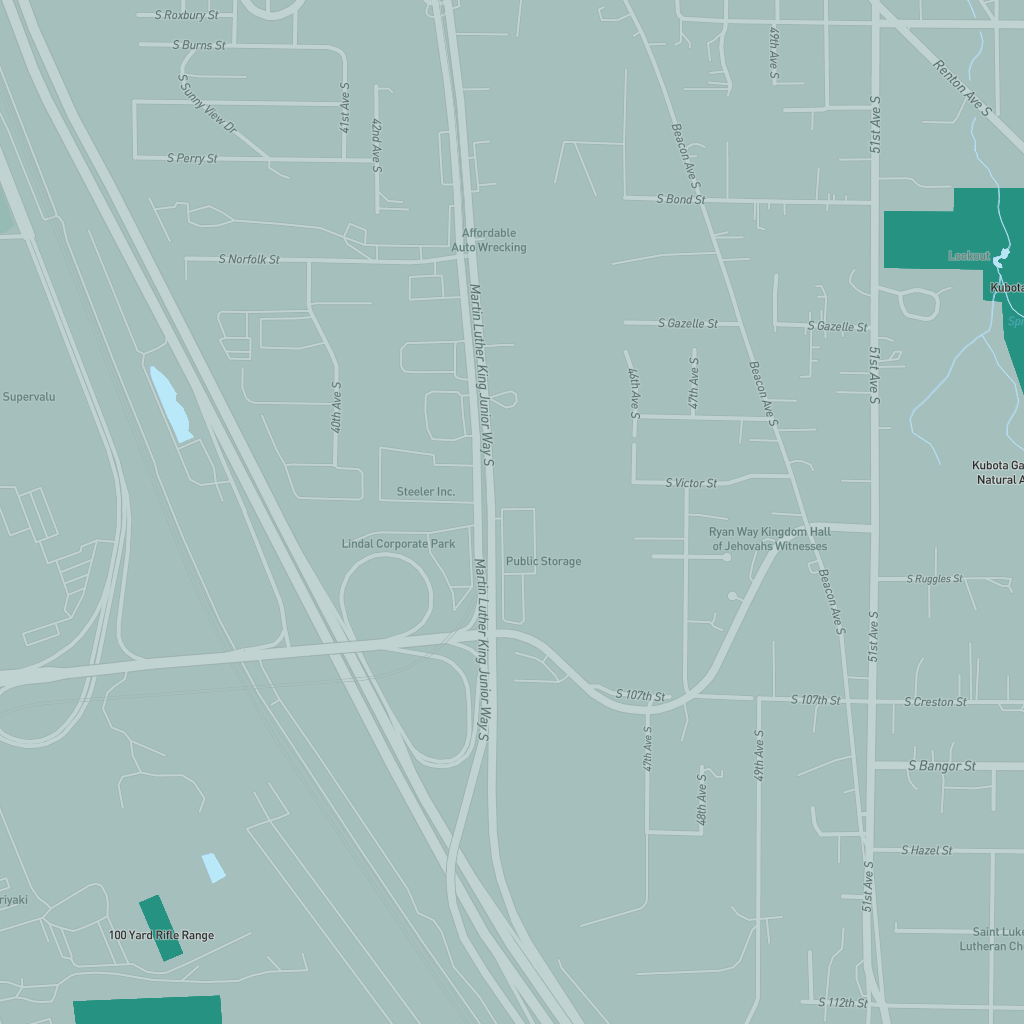 S Roxbury St
S Burns St
69th Ave S
Renton Ave S
S Sunny View Dr
41st Ave S
42nd Ave S
51st Ave S
S Perry St
Beacon Ave S
S Bond St
Affordable
Auto Wrecking
S Norfolk St
Lookout
Kubota
Spr
Martin Luther King Junior Way S
S Gazelle St
S Gazelle St
51st Ave S
Supervalu
40th Ave S
46th Ave S
47th Ave S
Beacon Ave S
Kubota Ga
Natural A
S Victor St
Steeler Inc.
Lindal Corporate Park
Public Storage
Ryan Way Kingdom Hall
of Jehovahs Witnesses
Martin Luther King Junior Way S
Beacon Ave S
S Ruggles St
51st Ave S
S 107th St
S 107th St
S Creston St
47th Ave S
49th Ave S
S Bangor St
48th Ave S
S Hazel St
51st Ave S
riyaki
100 Yard Rifle Range
Saint Luke
Lutheran Ch
S 112th St